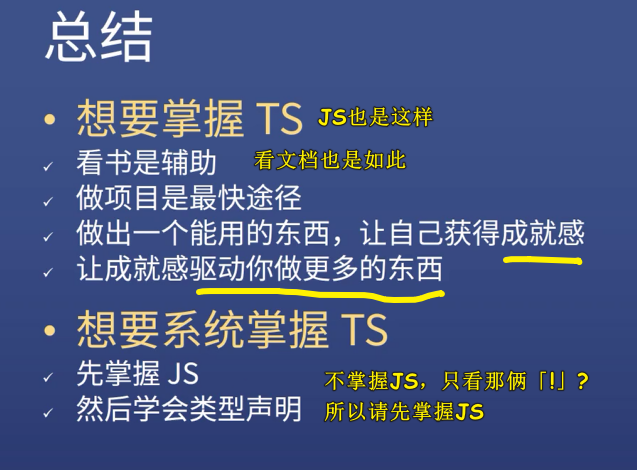 总结
想要掌握 TS JS也是这样
看书是辅助 看文档也是如此
做项目是最快途径
做出一个能用的东西，让自己获得成就感
让成就感驱动你做更多的东西
想要系统掌握 TS
先掌握 JS 不掌握JS，只看那俩「!」?
然后学会类型声明 所以请先掌握JS